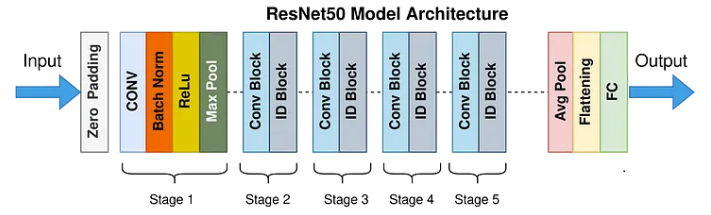 ResNet50 Model Architecture
Input
Zero Padding
CONV
Batch Norm
ReLu
Max Pool
Conv Block
ID Block
Conv Block
ID Block
Conv Block
ID Block
Conv Block
ID Block
Avg Pool
Flattening
FC
Output
Stage 1
Stage 2
Stage 3
Stage 4
Stage 5